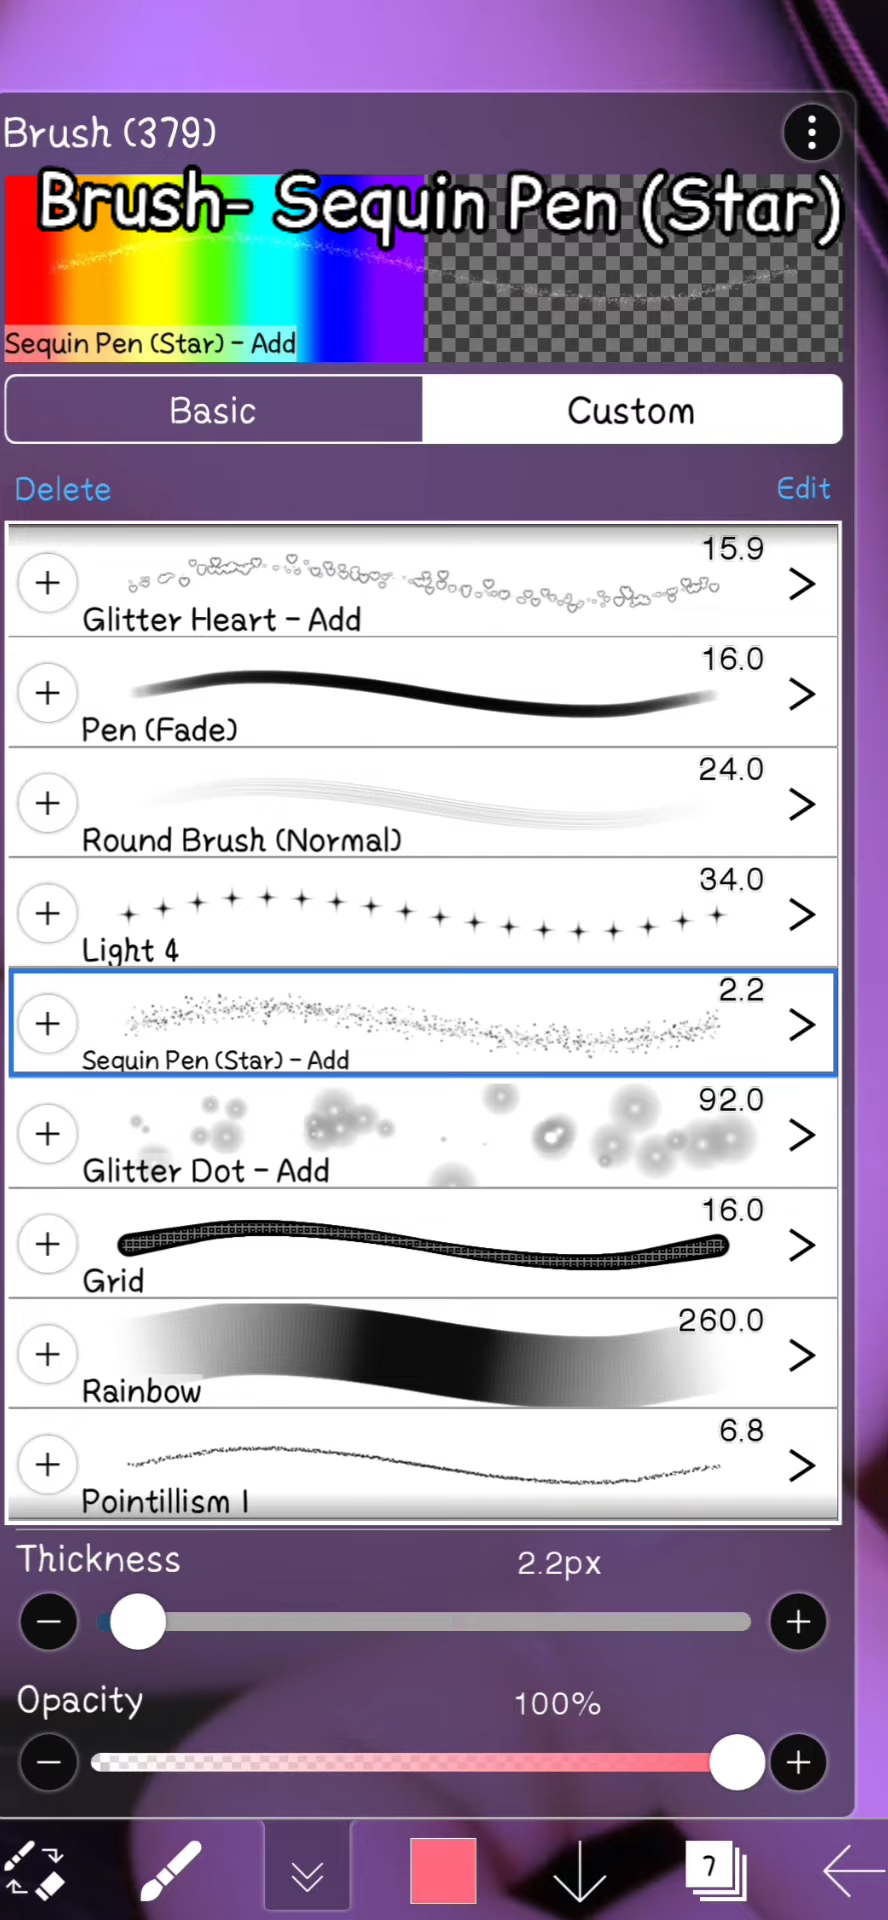 Brush (379)
Brush- Sequin Pen (Star)
Sequin Pen (Star) - Add
Basic
Custom
Delete
Edit
15.9
Glitter Heart - Add
16.0
Pen (Fade)
24.0
Round Brush (Normal)
34.0
Light 4
2.2
Sequin Pen (Star) - Add
92.0
Glitter Dot - Add
16.0
Grid
260.0
Rainbow
6.8
Pointillism 1
Thickness
2.2px
Opacity
100%
7